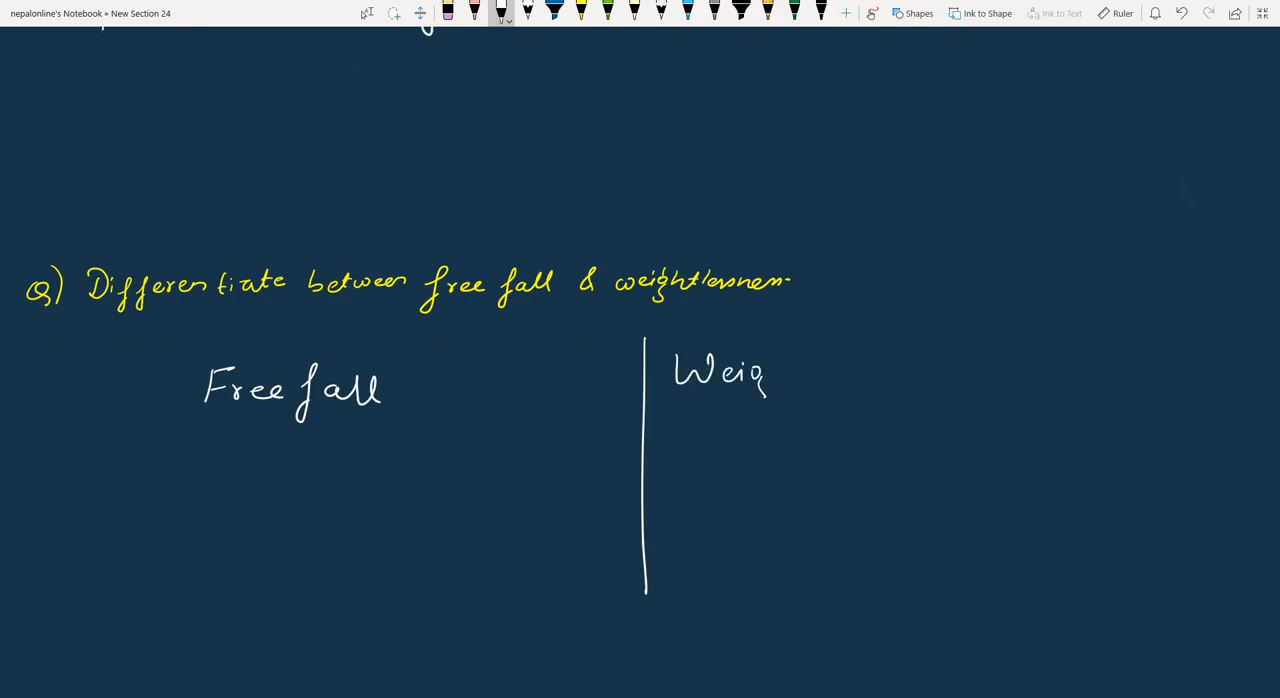 nepalonline's Notebook » New Section 24
Shapes Ink to Shape Ink to Text Ruler
Q) Differentiate between free fall & weightlessness.
Free fall
Weig